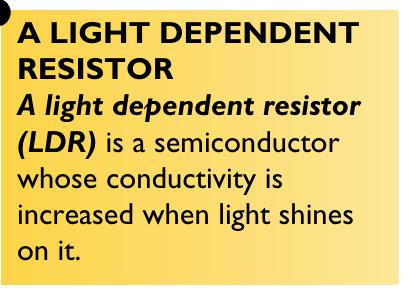 A LIGHT DEPENDENT
RESISTOR
A light dependent resistor
(LDR) is a semiconductor
whose conductivity is
increased when light shines
on it.